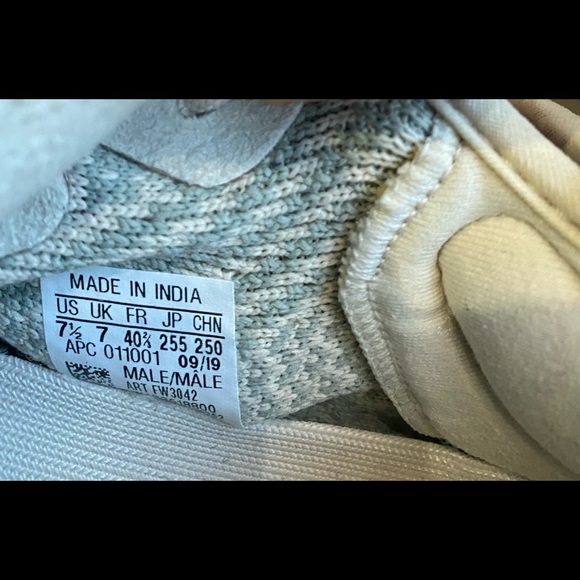 MADE IN INDIA
US UK FR JP CHN
7½ 7 40⅔ 255 250
APC 011001 09/19
MALE/MÂLE
ART FW3042